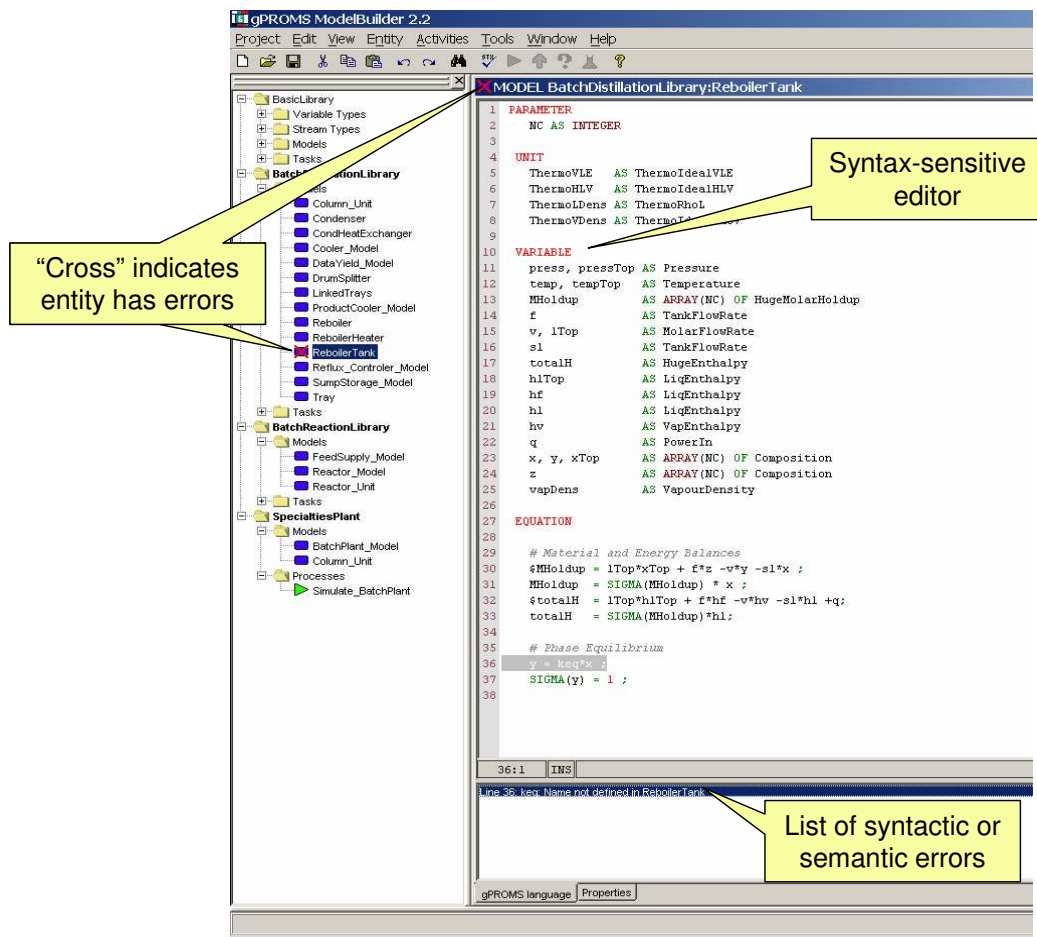 gPROMS ModelBuilder 2.2
Project Edit View Entity Activities Tools Window Help
BasicLibrary
Variable Types
Stream Types
Models
Tasks
Column_Unit
Condenser
CondHeatExchanger
Cooler_Model
DataYield_Model
DrumSplitter
LinkedTrays
ProductCooler_Model
Reboiler
ReboilerHeater
ReboilerTank
Reflux_Controler_Model
SumpStorage_Model
Tray
Tasks
BatchReactionLibrary
Models
FeedSupply_Model
Reactor_Model
Reactor_Unit
Tasks
SpecialtiesPlant
Models
BatchPlant_Model
Column_Unit
Processes
Simulate_BatchPlant
“Cross” indicates
entity has errors
MODEL BatchDistillationLibrary:ReboilerTank
1 PARAMETER
2 NC AS INTEGER
3
4 UNIT
5 ThermoVLE AS ThermoIdealVLE
6 ThermoHLV AS ThermoIdealHLV
7 ThermoLDens AS ThermoRhoL
8 ThermoVDens AS
9
10 VARIABLE
11 press, pressTop AS Pressure
12 temp, tempTop AS Temperature
13 MHoldup AS ARRAY(NC) OF HugeMolarHoldup
14 f AS TankFlowRate
15 v, lTop AS MolarFlowRate
16 sl AS TankFlowRate
17 totalH AS HugeEnthalpy
18 hlTop AS LiqEnthalpy
19 hf AS LiqEnthalpy
20 hl AS LiqEnthalpy
21 hv AS VapEnthalpy
22 q AS PowerIn
23 x, y, xTop AS ARRAY(NC) OF Composition
24 z AS ARRAY(NC) OF Composition
25 vapDens AS VapourDensity
26
27 EQUATION
28
29 # Material and Energy Balances
30 $MHoldup = lTop*xTop + f*z -v*y -sl*x ;
31 MHoldup = SIGMA(MHoldup) * x ;
32 $totalH = lTop*hlTop + f*hf -v*hv -sl*hl +q;
33 totalH = SIGMA(MHoldup)*hl;
34
35 # Phase Equilibrium
36 y = keq*x ;
37 SIGMA(y) = 1 ;
38
Syntax-sensitive
editor
36:1 INS
Line 36: keq: Name not defined in ReboilerTank
List of syntactic or
semantic errors
gPROMS language Properties